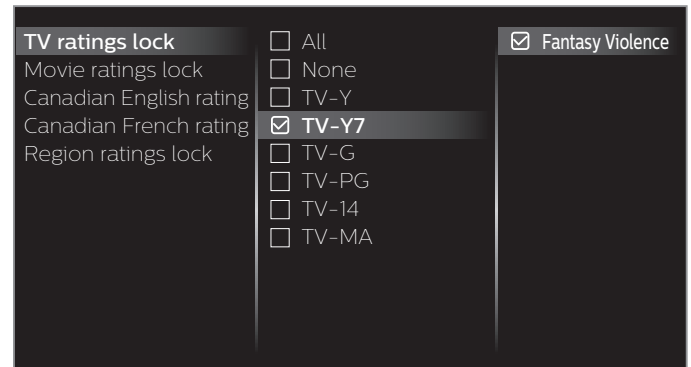 TV ratings lock
Movie ratings lock
Canadian English rating
Canadian French rating
Region ratings lock
All
None
TV-Y
TV-Y7
TV-G
TV-PG
TV-14
TV-MA
Fantasy Violence